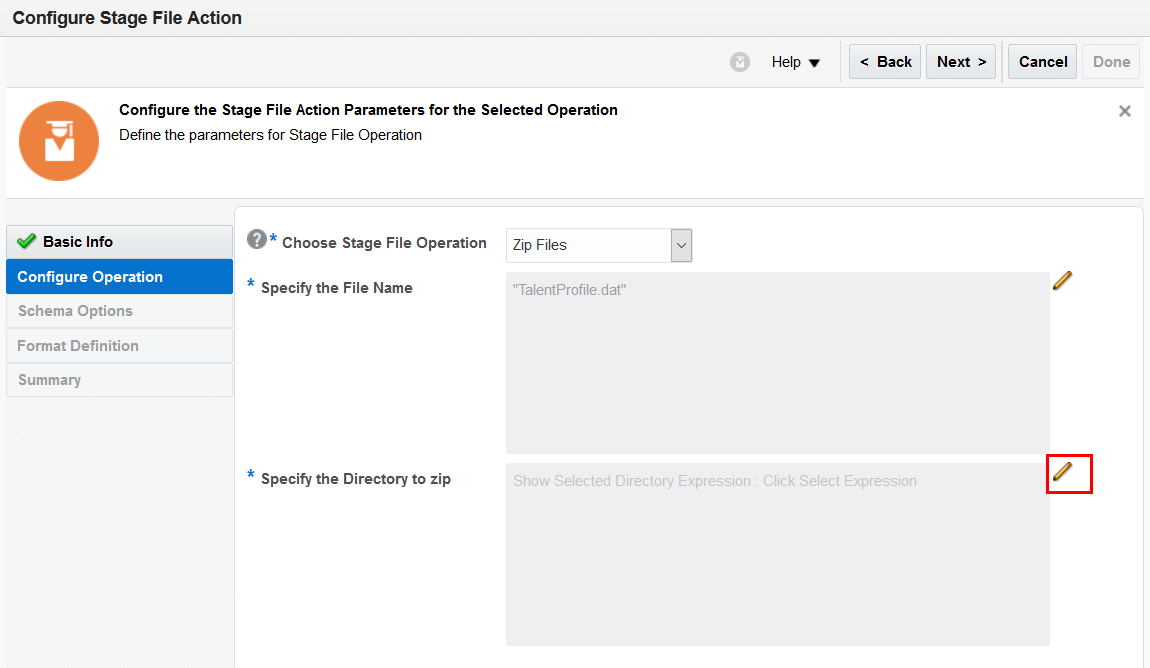 Configure Stage File Action
Help
< Back
Next >
Cancel
Done
Configure the Stage File Action Parameters for the Selected Operation
Define the parameters for Stage File Operation
Basic Info
Configure Operation
Schema Options
Format Definition
Summary
? * Choose Stage File Operation
Zip Files
* Specify the File Name
"TalentProfile.dat"
* Specify the Directory to zip
Show Selected Directory Expression : Click Select Expression